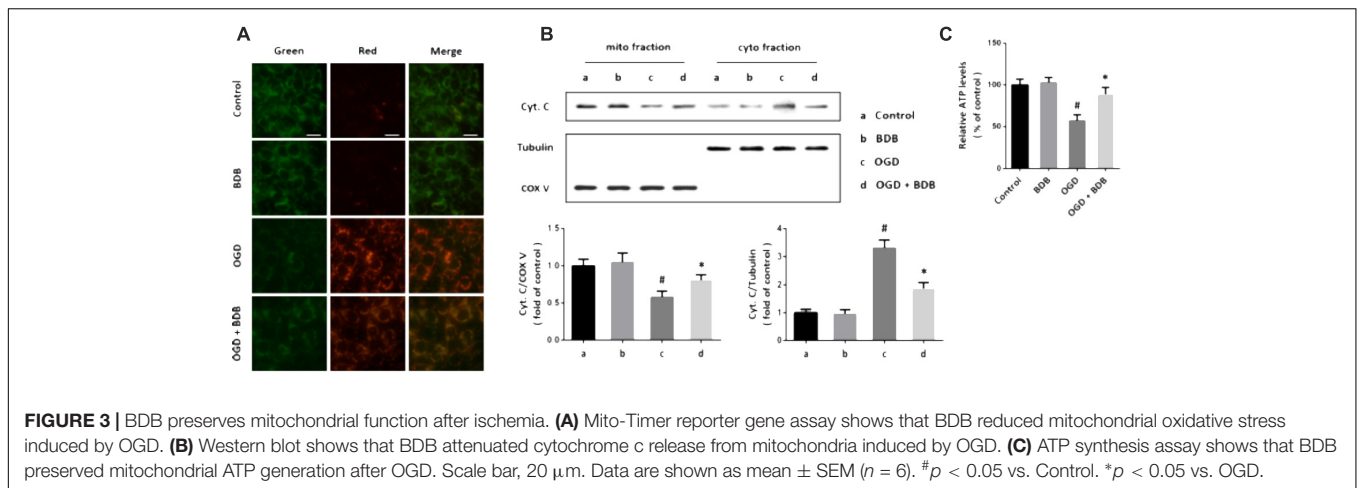 A
Green Red Merge
Control
BDB
OGD
OGD + BDB
B
mito fraction cyto fraction
a b c d a b c d
Cyt. C
Tubulin
COX V
a Control
b BDB
c OGD
d OGD + BDB
Cyt. C/COX V
( fold of control )
1 5
1 0
0 5
0 0
# *
a b c d
Cyt. C/Tubulin
( fold of control )
4
3
2
1
0
# *
a b c d
C
Relative ATP levels
( % of control )
150
100
50
0
# *
Control BDB OGD OGD + BDB
FIGURE 3 | BDB preserves mitochondrial function after ischemia. (A) Mito-Timer reporter gene assay shows that BDB reduced mitochondrial oxidative stress
induced by OGD. (B) Western blot shows that BDB attenuated cytochrome c release from mitochondria induced by OGD. (C) ATP synthesis assay shows that BDB
preserved mitochondrial ATP generation after OGD. Scale bar, 20 μm. Data are shown as mean ± SEM (n = 6). #p < 0.05 vs. Control. *p < 0.05 vs. OGD.